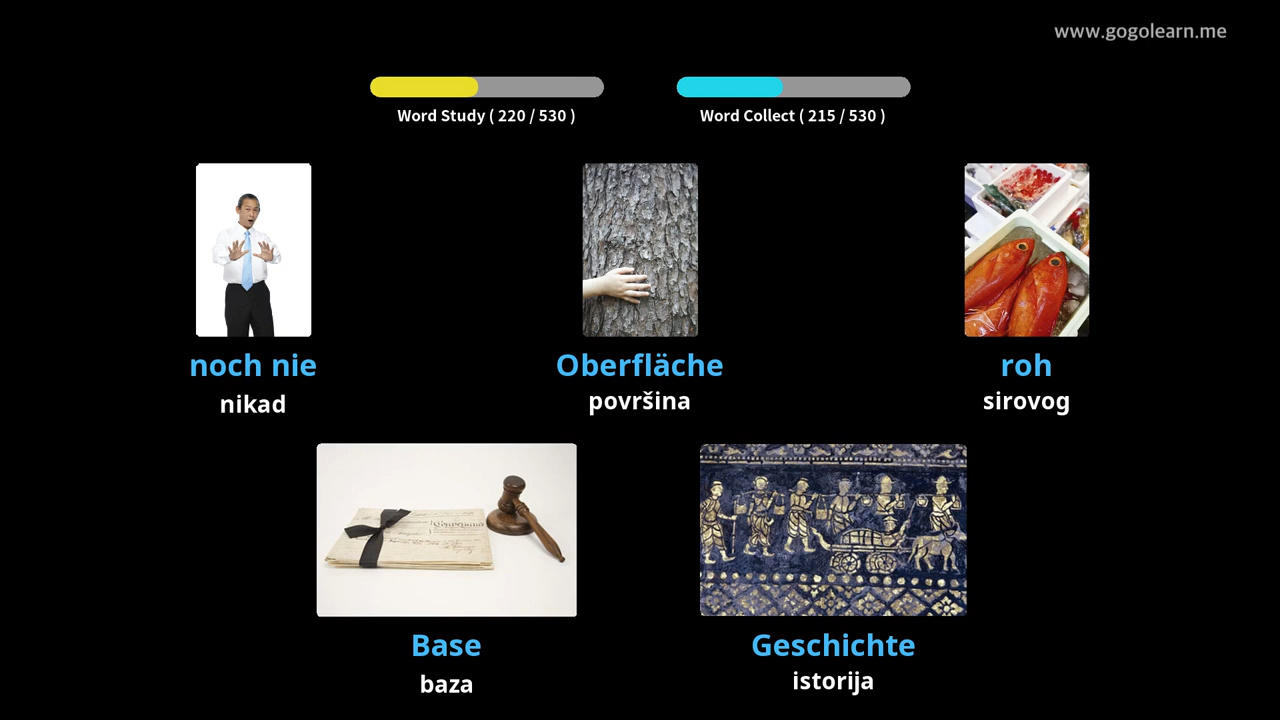 www.gogolearn.me
Word Study ( 220 / 530 )
Word Collect ( 215 / 530 )
noch nie
nikad
Oberfläche
površina
roh
sirovog
Base
baza
Geschichte
istorija